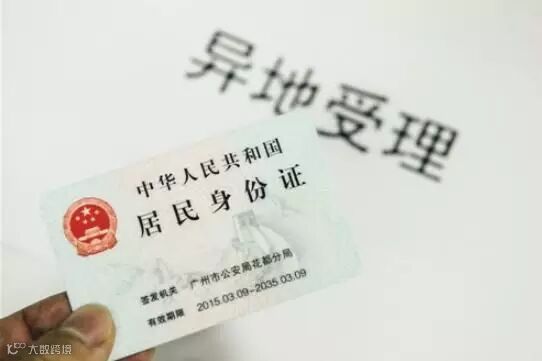 异地受理
中华人民共和国
居民身份证
签发机关 广州市公安局花都分局
有效期限 2015.03.09-2035.03.09
大数跨境